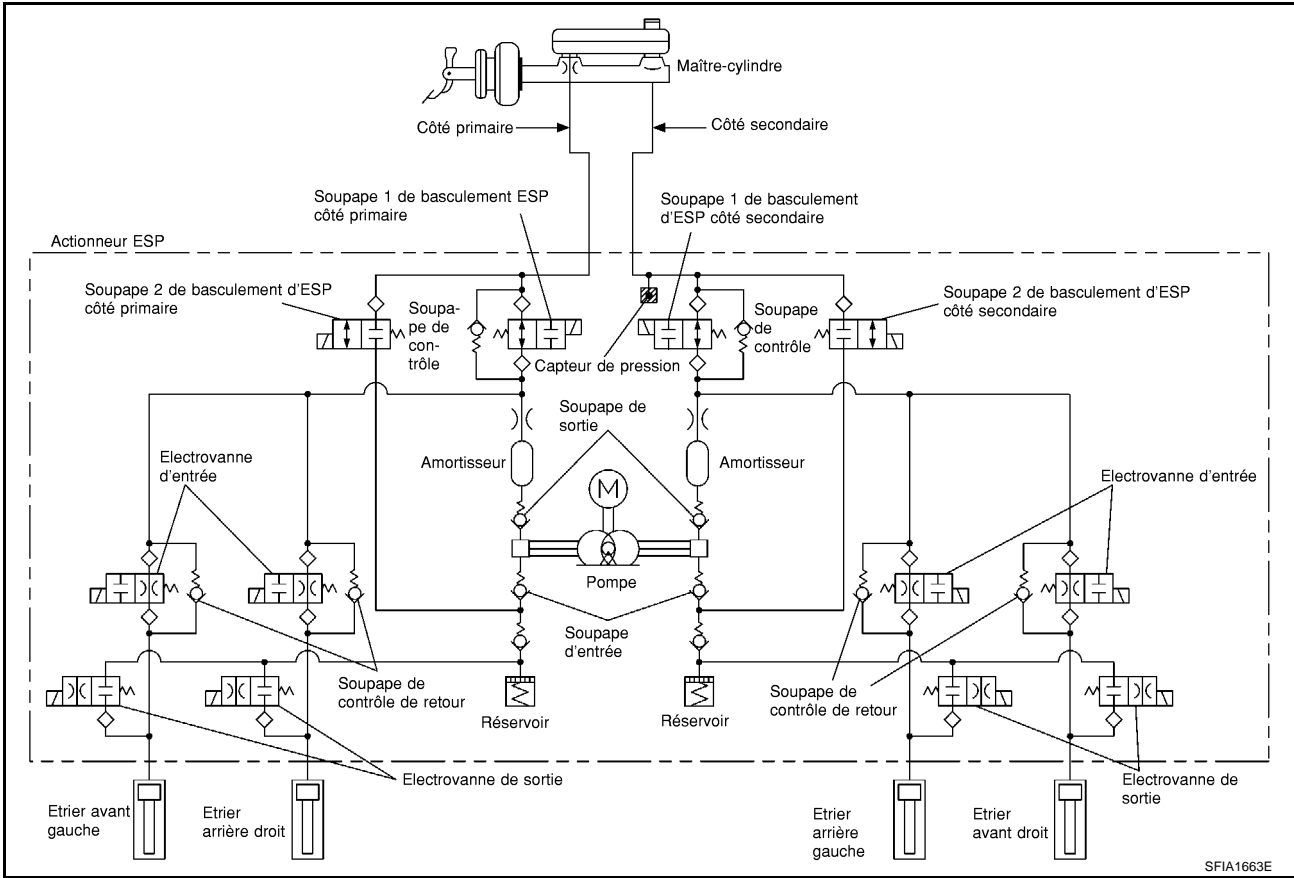 Maître-cylindre
Côté primaire
Côté secondaire
Soupape 1 de basculement ESP
côté primaire
Soupape 1 de basculement
d'ESP côté secondaire
Actionneur ESP
Soupape 2 de basculement d'ESP
côté primaire
Soupa-
pe de
con-
trôle
Soupape
de
contrôle
Soupape 2 de basculement d'ESP
côté secondaire
Capteur de pression
Soupape de
sortie
Electrovanne
d'entrée
Amortisseur
Amortisseur
Electrovanne d'entrée
M
Pompe
Soupape
d'entrée
Soupape de
contrôle de retour
Soupape de
contrôle de retour
Réservoir
Réservoir
Electrovanne de sortie
Electrovanne de
sortie
Etrier avant
gauche
Etrier
arrière droit
Etrier
arrière
gauche
Etrier
avant droit
SFIA1663E